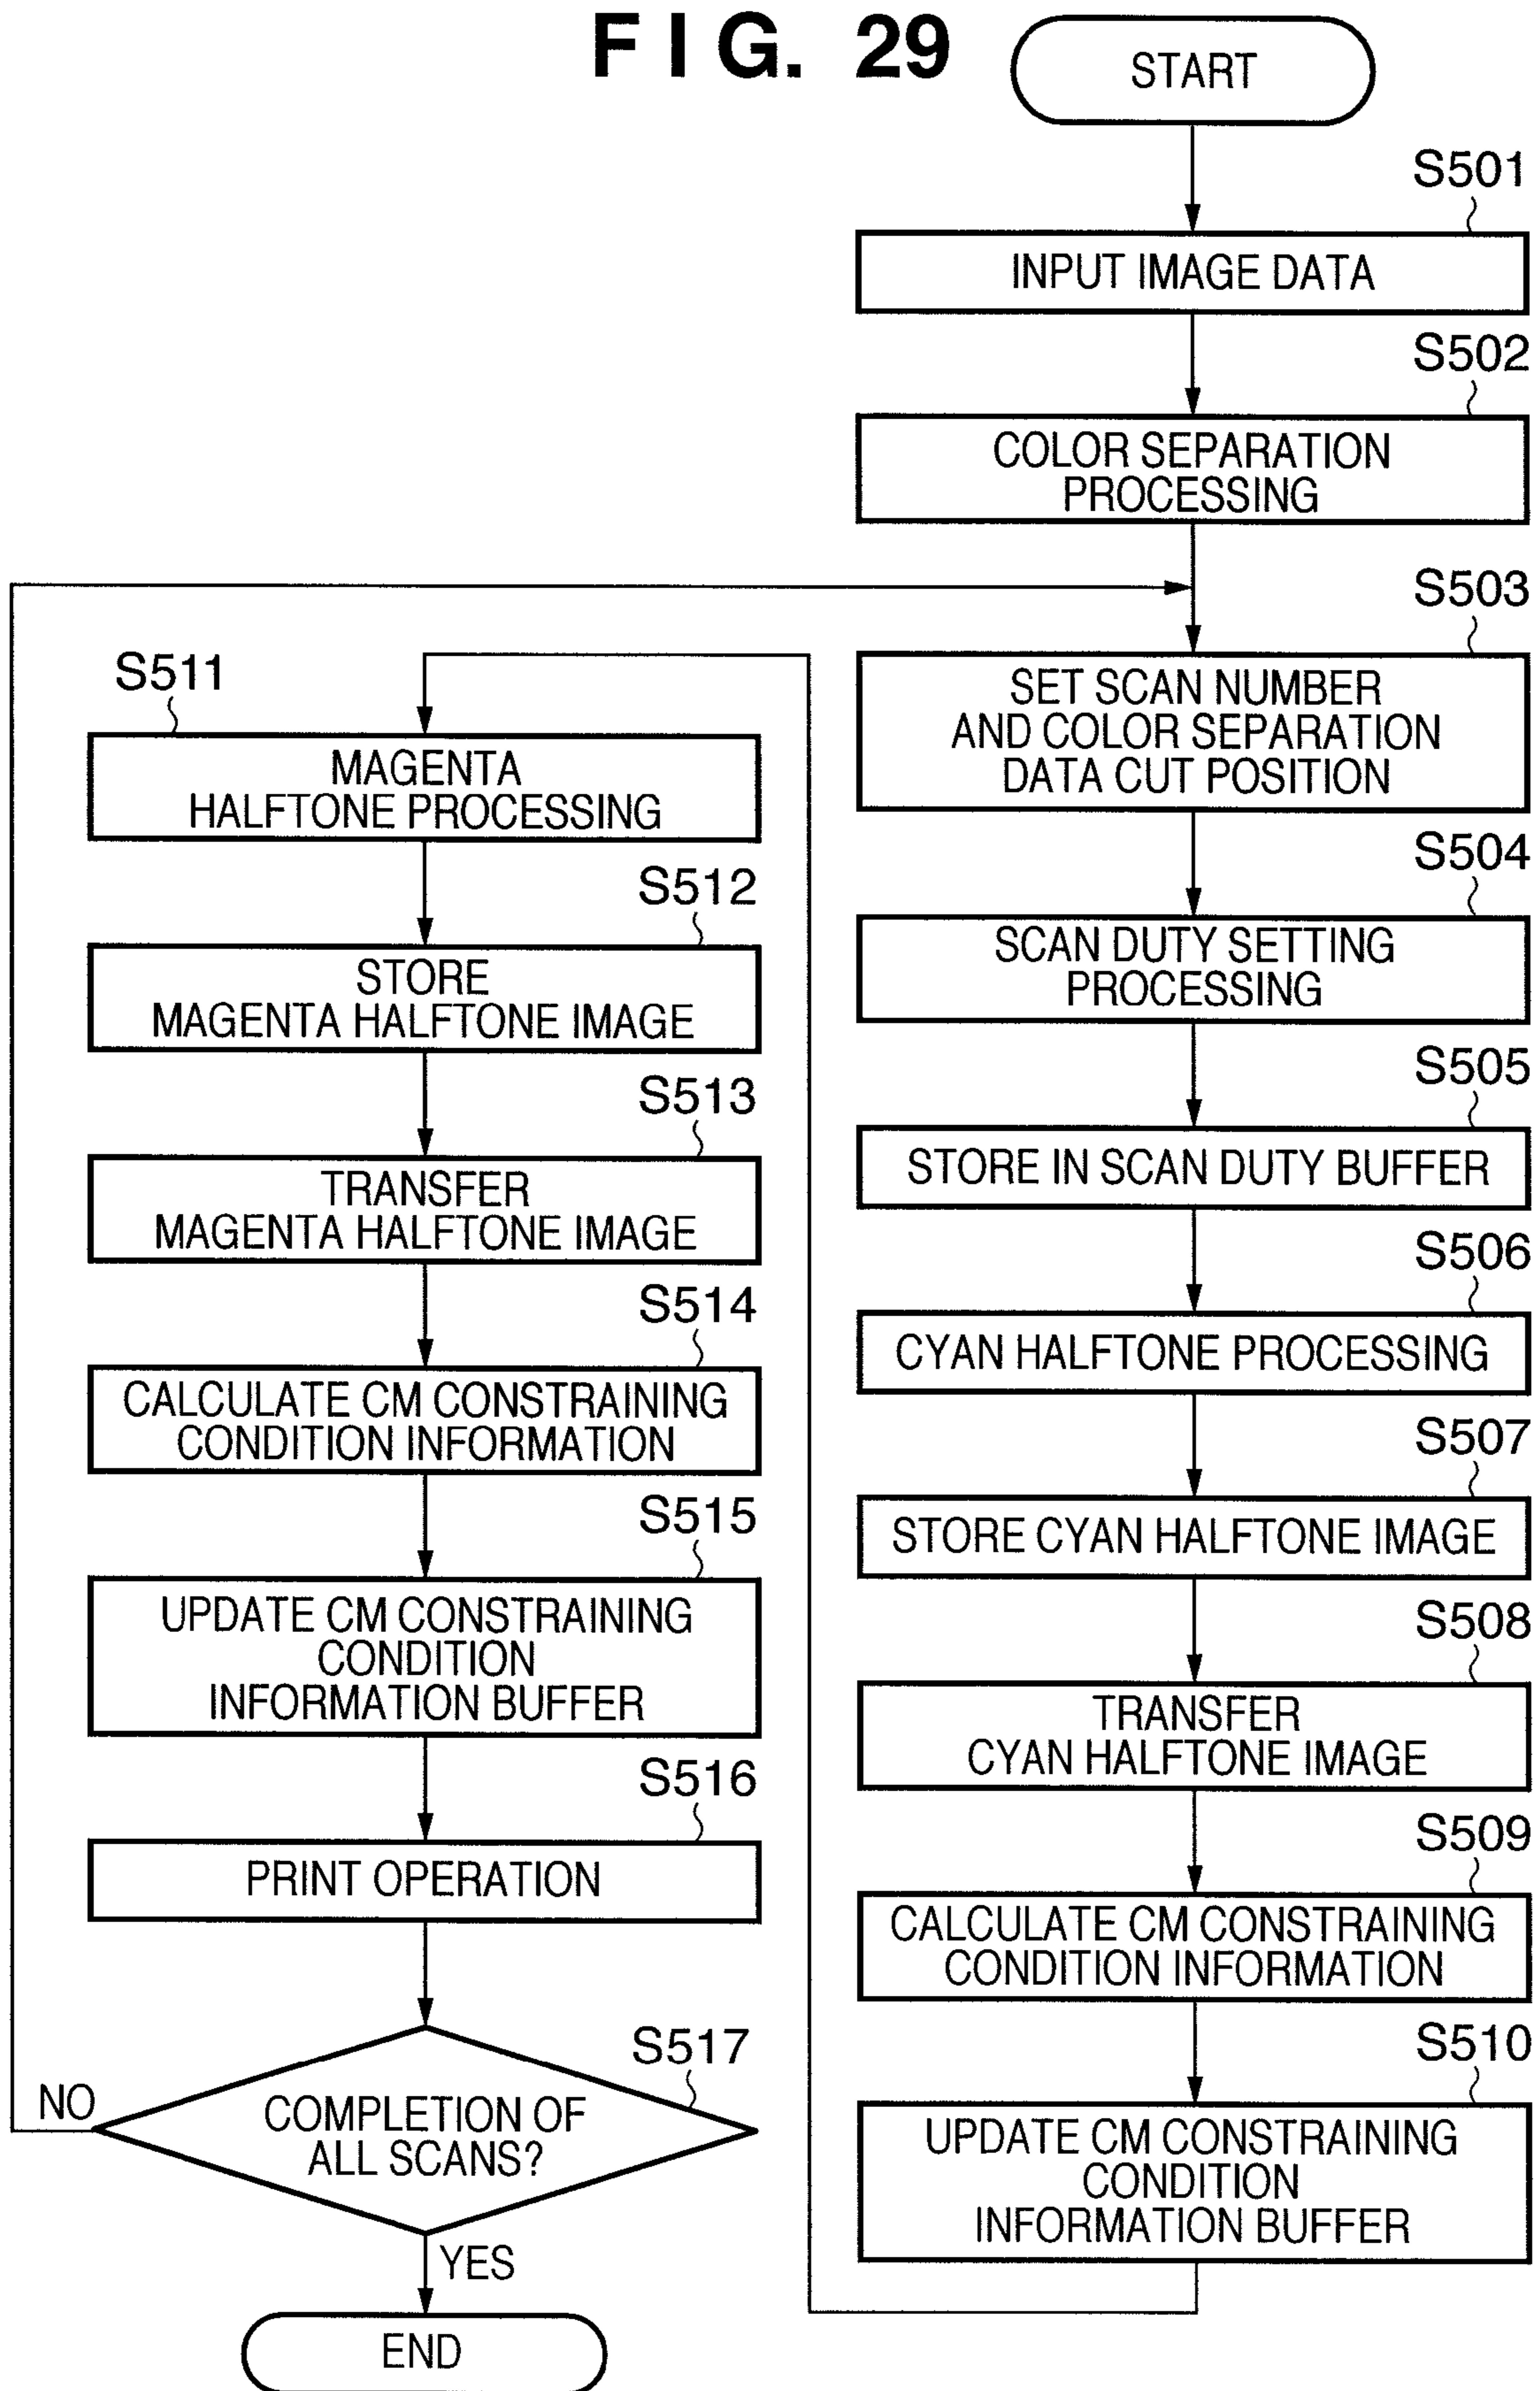 FIG. 29
START
S501
INPUT IMAGE DATA
S502
COLOR SEPARATION
PROCESSING
S503
SET SCAN NUMBER
AND COLOR SEPARATION
DATA CUT POSITION
S504
SCAN DUTY SETTING
PROCESSING
S505
STORE IN SCAN DUTY BUFFER
S506
CYAN HALFTONE PROCESSING
S507
STORE CYAN HALFTONE IMAGE
S508
TRANSFER
CYAN HALFTONE IMAGE
S509
CALCULATE CM CONSTRAINING
CONDITION INFORMATION
S510
UPDATE CM CONSTRAINING
CONDITION
INFORMATION BUFFER
S511
MAGENTA
HALFTONE PROCESSING
S512
STORE
MAGENTA HALFTONE IMAGE
S513
TRANSFER
MAGENTA HALFTONE IMAGE
S514
CALCULATE CM CONSTRAINING
CONDITION INFORMATION
S515
UPDATE CM CONSTRAINING
CONDITION
INFORMATION BUFFER
S516
PRINT OPERATION
S517
COMPLETION OF
ALL SCANS?
NO
YES
END